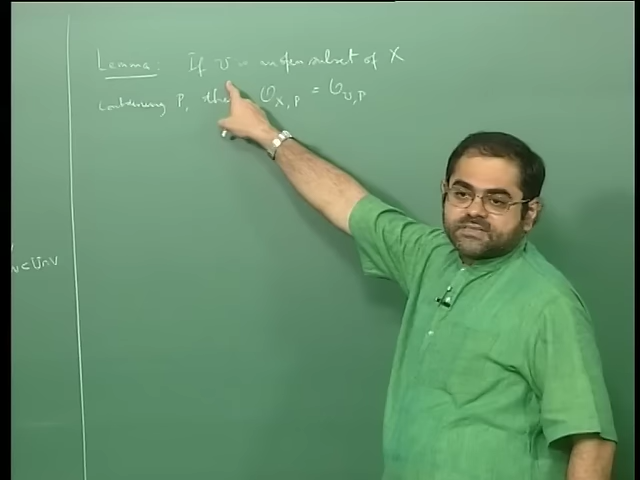 Lemma: If U is an open subset of X
containing P, then O_{X,P} = O_{U,P}
W ⊂ U∩V